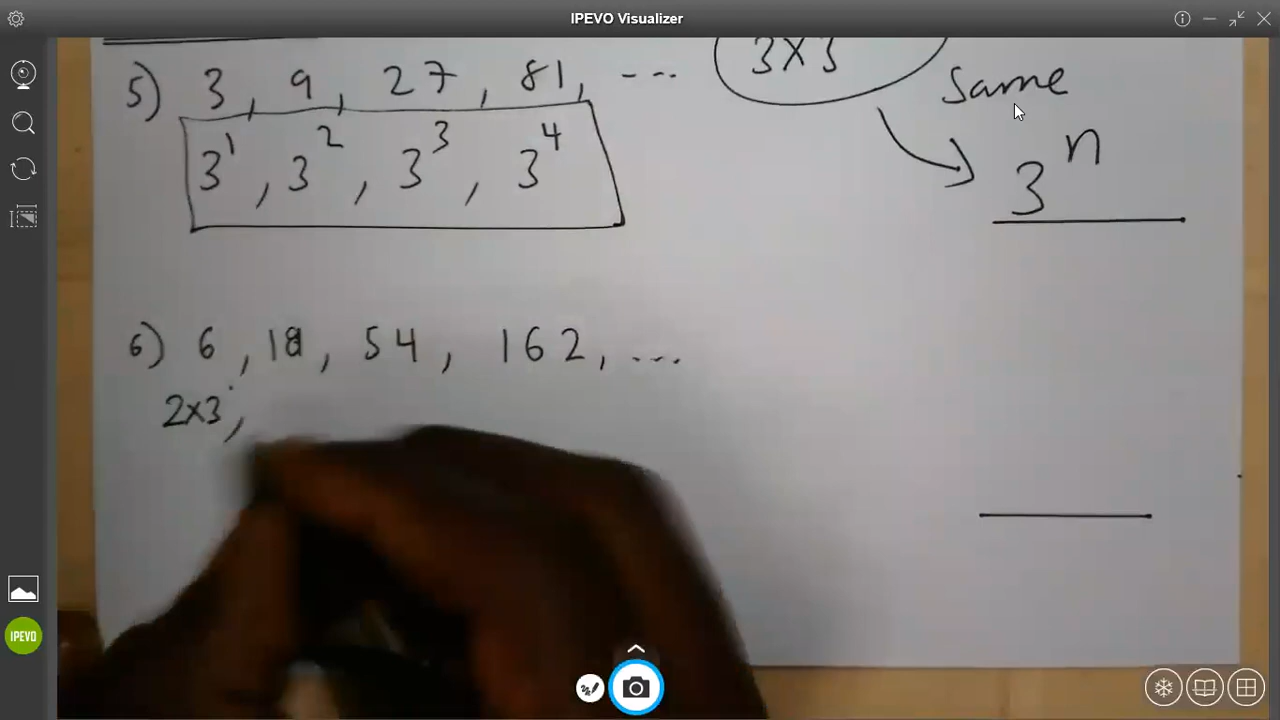 IPEVO Visualizer
3x3
5) 3, 9, 27, 81, ---
Same
3¹, 3², 3³, 3⁴
3ⁿ
6) 6, 18, 54, 162, ...
2x3,
IPEVO